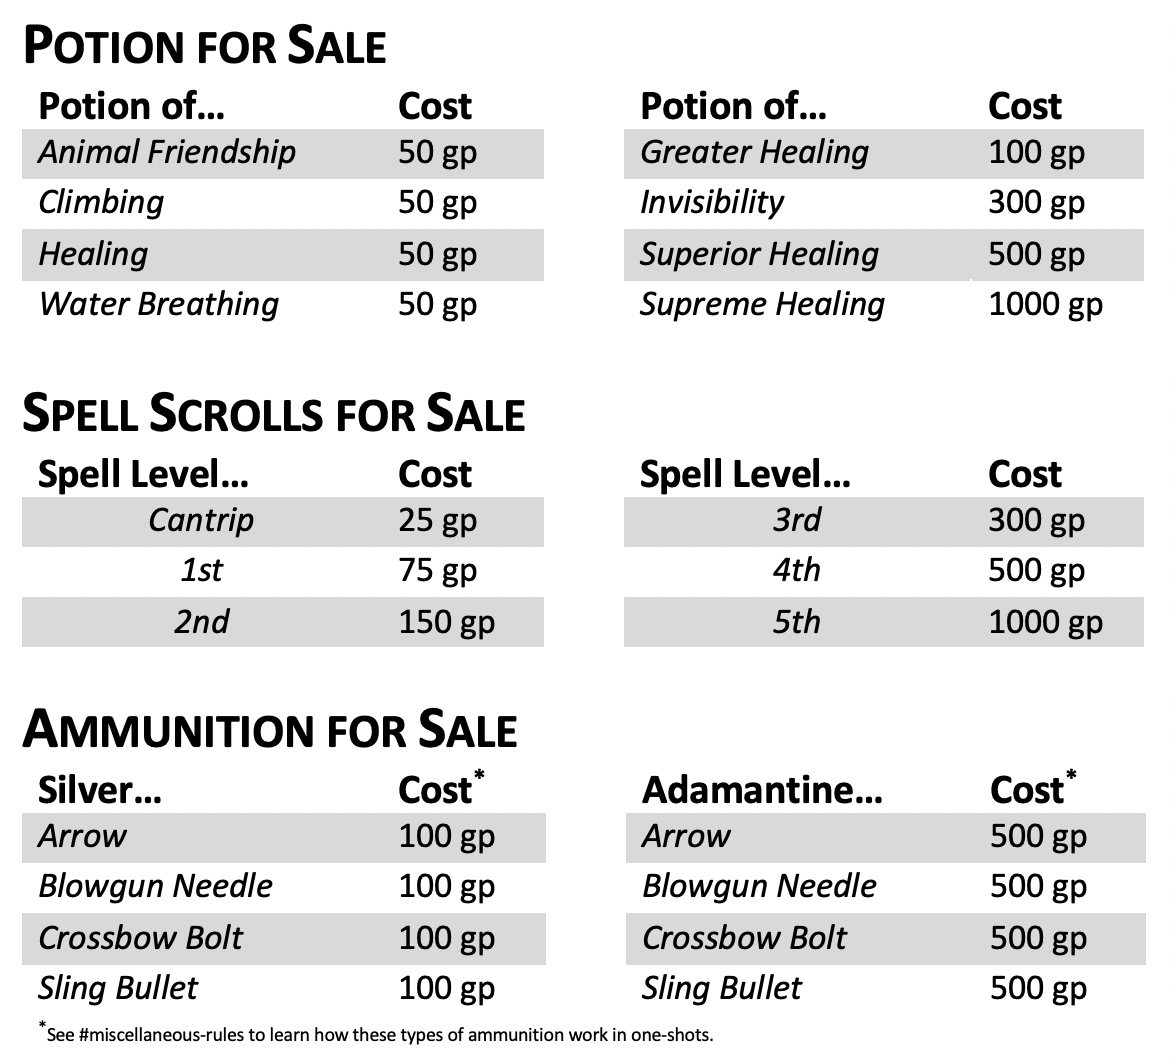 POTION FOR SALE
Potion of... Cost Potion of... Cost
Animal Friendship 50 gp Greater Healing 100 gp
Climbing 50 gp Invisibility 300 gp
Healing 50 gp Superior Healing 500 gp
Water Breathing 50 gp Supreme Healing 1000 gp
SPELL SCROLLS FOR SALE
Spell Level... Cost Spell Level... Cost
Cantrip 25 gp 3rd 300 gp
1st 75 gp 4th 500 gp
2nd 150 gp 5th 1000 gp
AMMUNITION FOR SALE
Silver... Cost* Adamantine... Cost*
Arrow 100 gp Arrow 500 gp
Blowgun Needle 100 gp Blowgun Needle 500 gp
Crossbow Bolt 100 gp Crossbow Bolt 500 gp
Sling Bullet 100 gp Sling Bullet 500 gp
*See #miscellaneous-rules to learn how these types of ammunition work in one-shots.